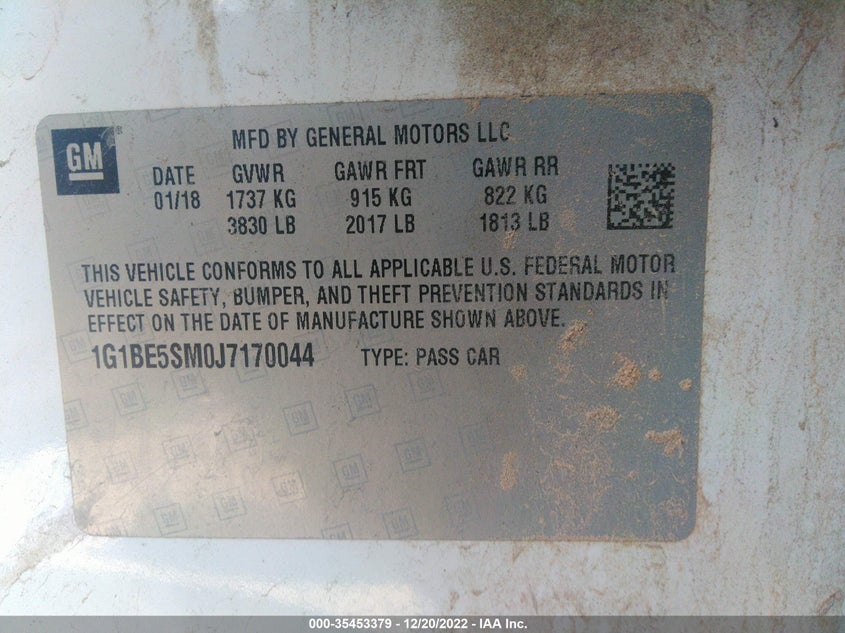 GM
MFD BY GENERAL MOTORS LLC
DATE GVWR GAWR FRT GAWR RR
01/18 1737 KG 915 KG 822 KG
3830 LB 2017 LB 1813 LB
THIS VEHICLE CONFORMS TO ALL APPLICABLE U.S. FEDERAL MOTOR
VEHICLE SAFETY, BUMPER, AND THEFT PREVENTION STANDARDS IN
EFFECT ON THE DATE OF MANUFACTURE SHOWN ABOVE.
1G1BE5SM0J7170044 TYPE: PASS CAR
000-35453379 - 12/20/2022 - IAA Inc.